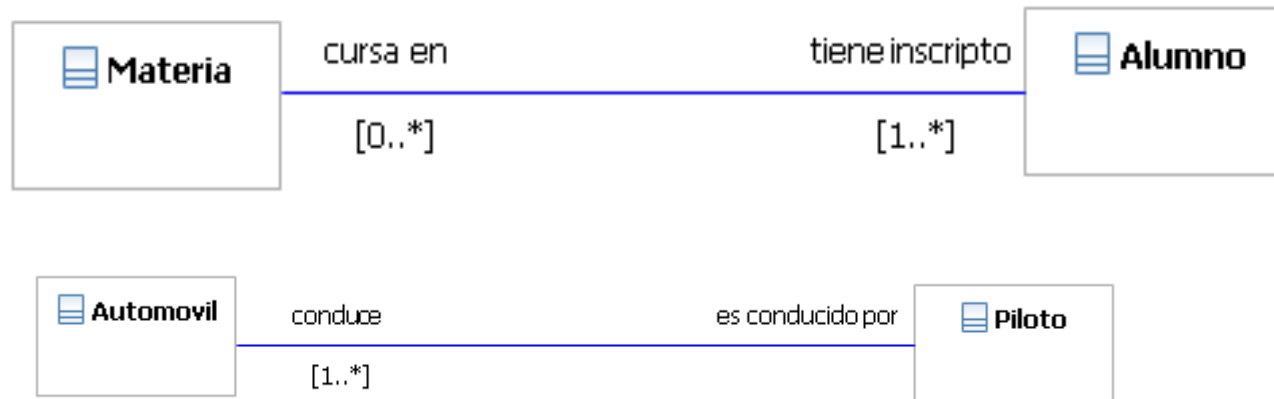 Materia
cursa en
tiene inscripto
Alumno
[0..*]
[1..*]
Automovil
conduce
es conducido por
Piloto
[1..*]